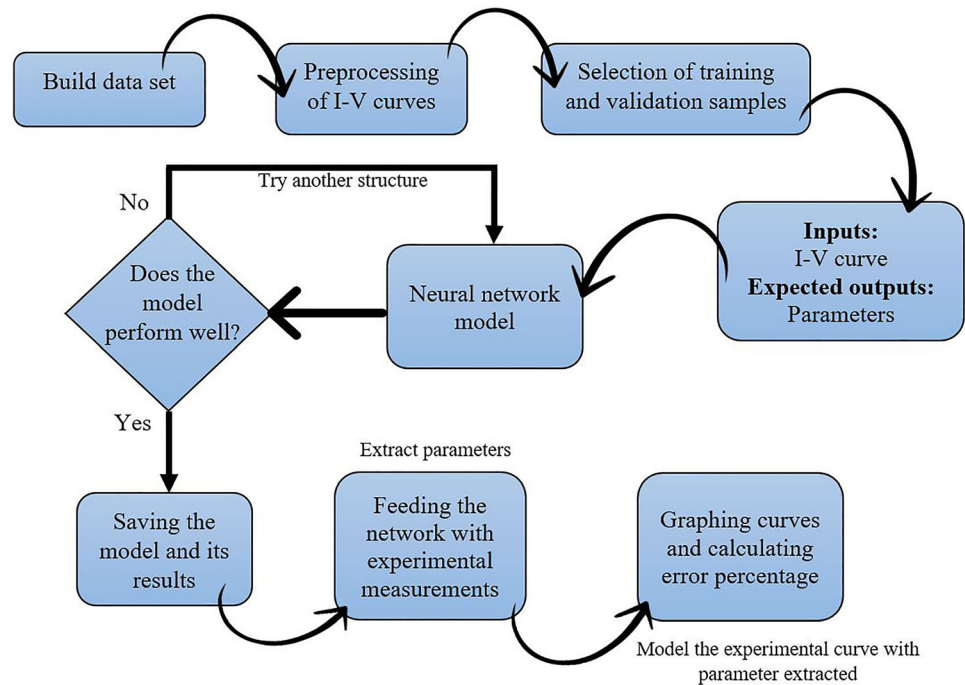 Build data set
Preprocessing
of I-V curves
Selection of training
and validation samples
Inputs:
I-V curve
Expected outputs:
Parameters
Neural network
model
Try another structure
No
Does the
model
perform well?
Yes
Saving the
model and its
results
Extract parameters
Feeding the
network with
experimental
measurements
Graphing curves
and calculating
error percentage
Model the experimental curve with
parameter extracted